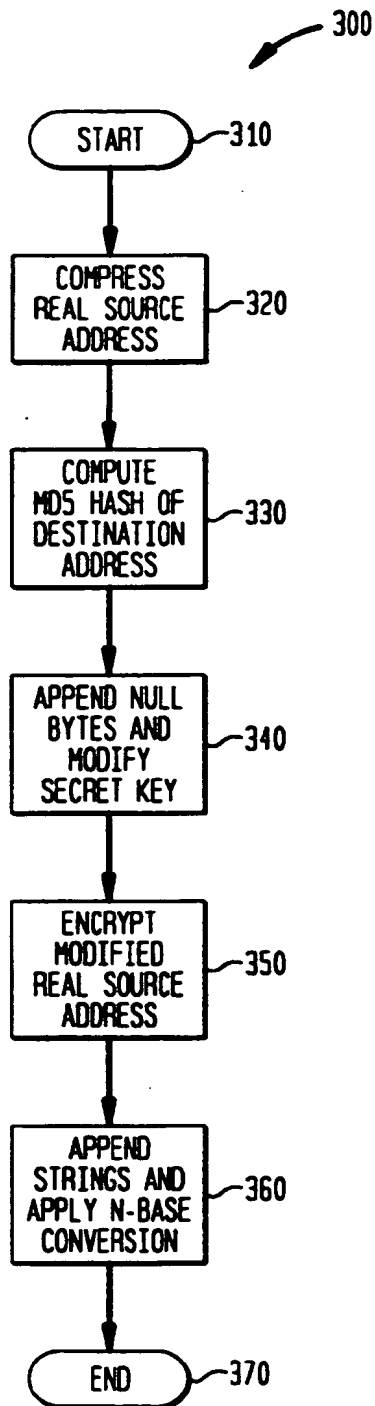 300
START
310
COMPRESS
REAL SOURCE
ADDRESS
320
COMPUTE
MD5 HASH OF
DESTINATION
ADDRESS
330
APPEND NULL
BYTES AND
MODIFY
SECRET KEY
340
ENCRYPT
MODIFIED
REAL SOURCE
ADDRESS
350
APPEND
STRINGS AND
APPLY N-BASE
CONVERSION
360
END
370